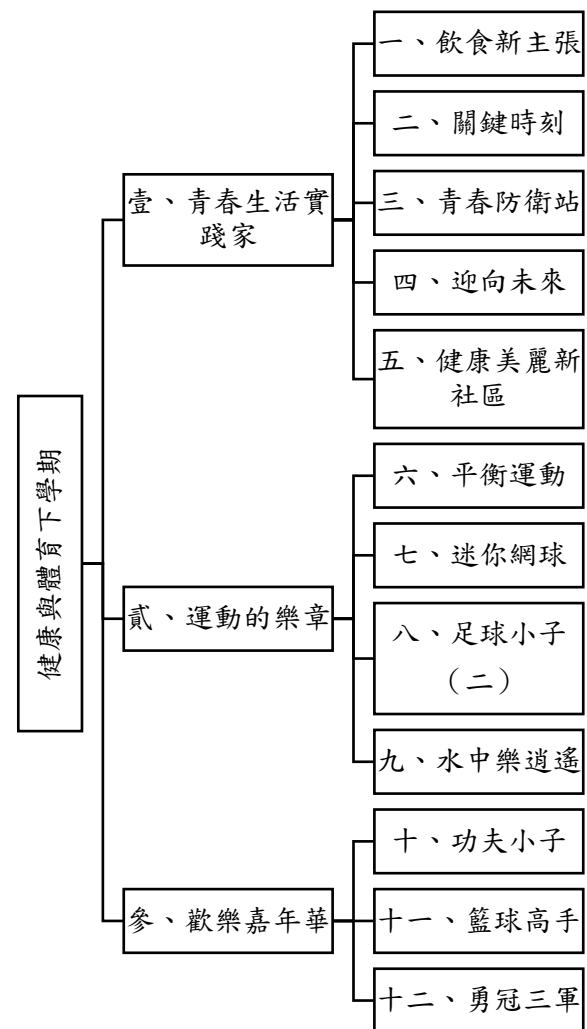 健康與體育下學期
壹、青春生活實
踐家
一、飲食新主張
二、關鍵時刻
三、青春防衛站
四、迎向未來
五、健康美麗新
社區
貳、運動的樂章
六、平衡運動
七、迷你網球
八、足球小子
（二）
九、水中樂逍遙
參、歡樂嘉年華
十、功夫小子
十一、籃球高手
十二、勇冠三軍